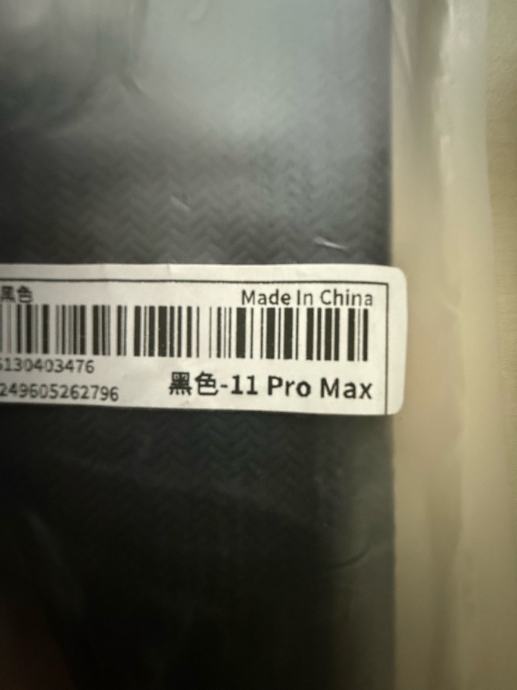 黑色
Made In China
6130403476
249605262796
黑色-11 Pro Max